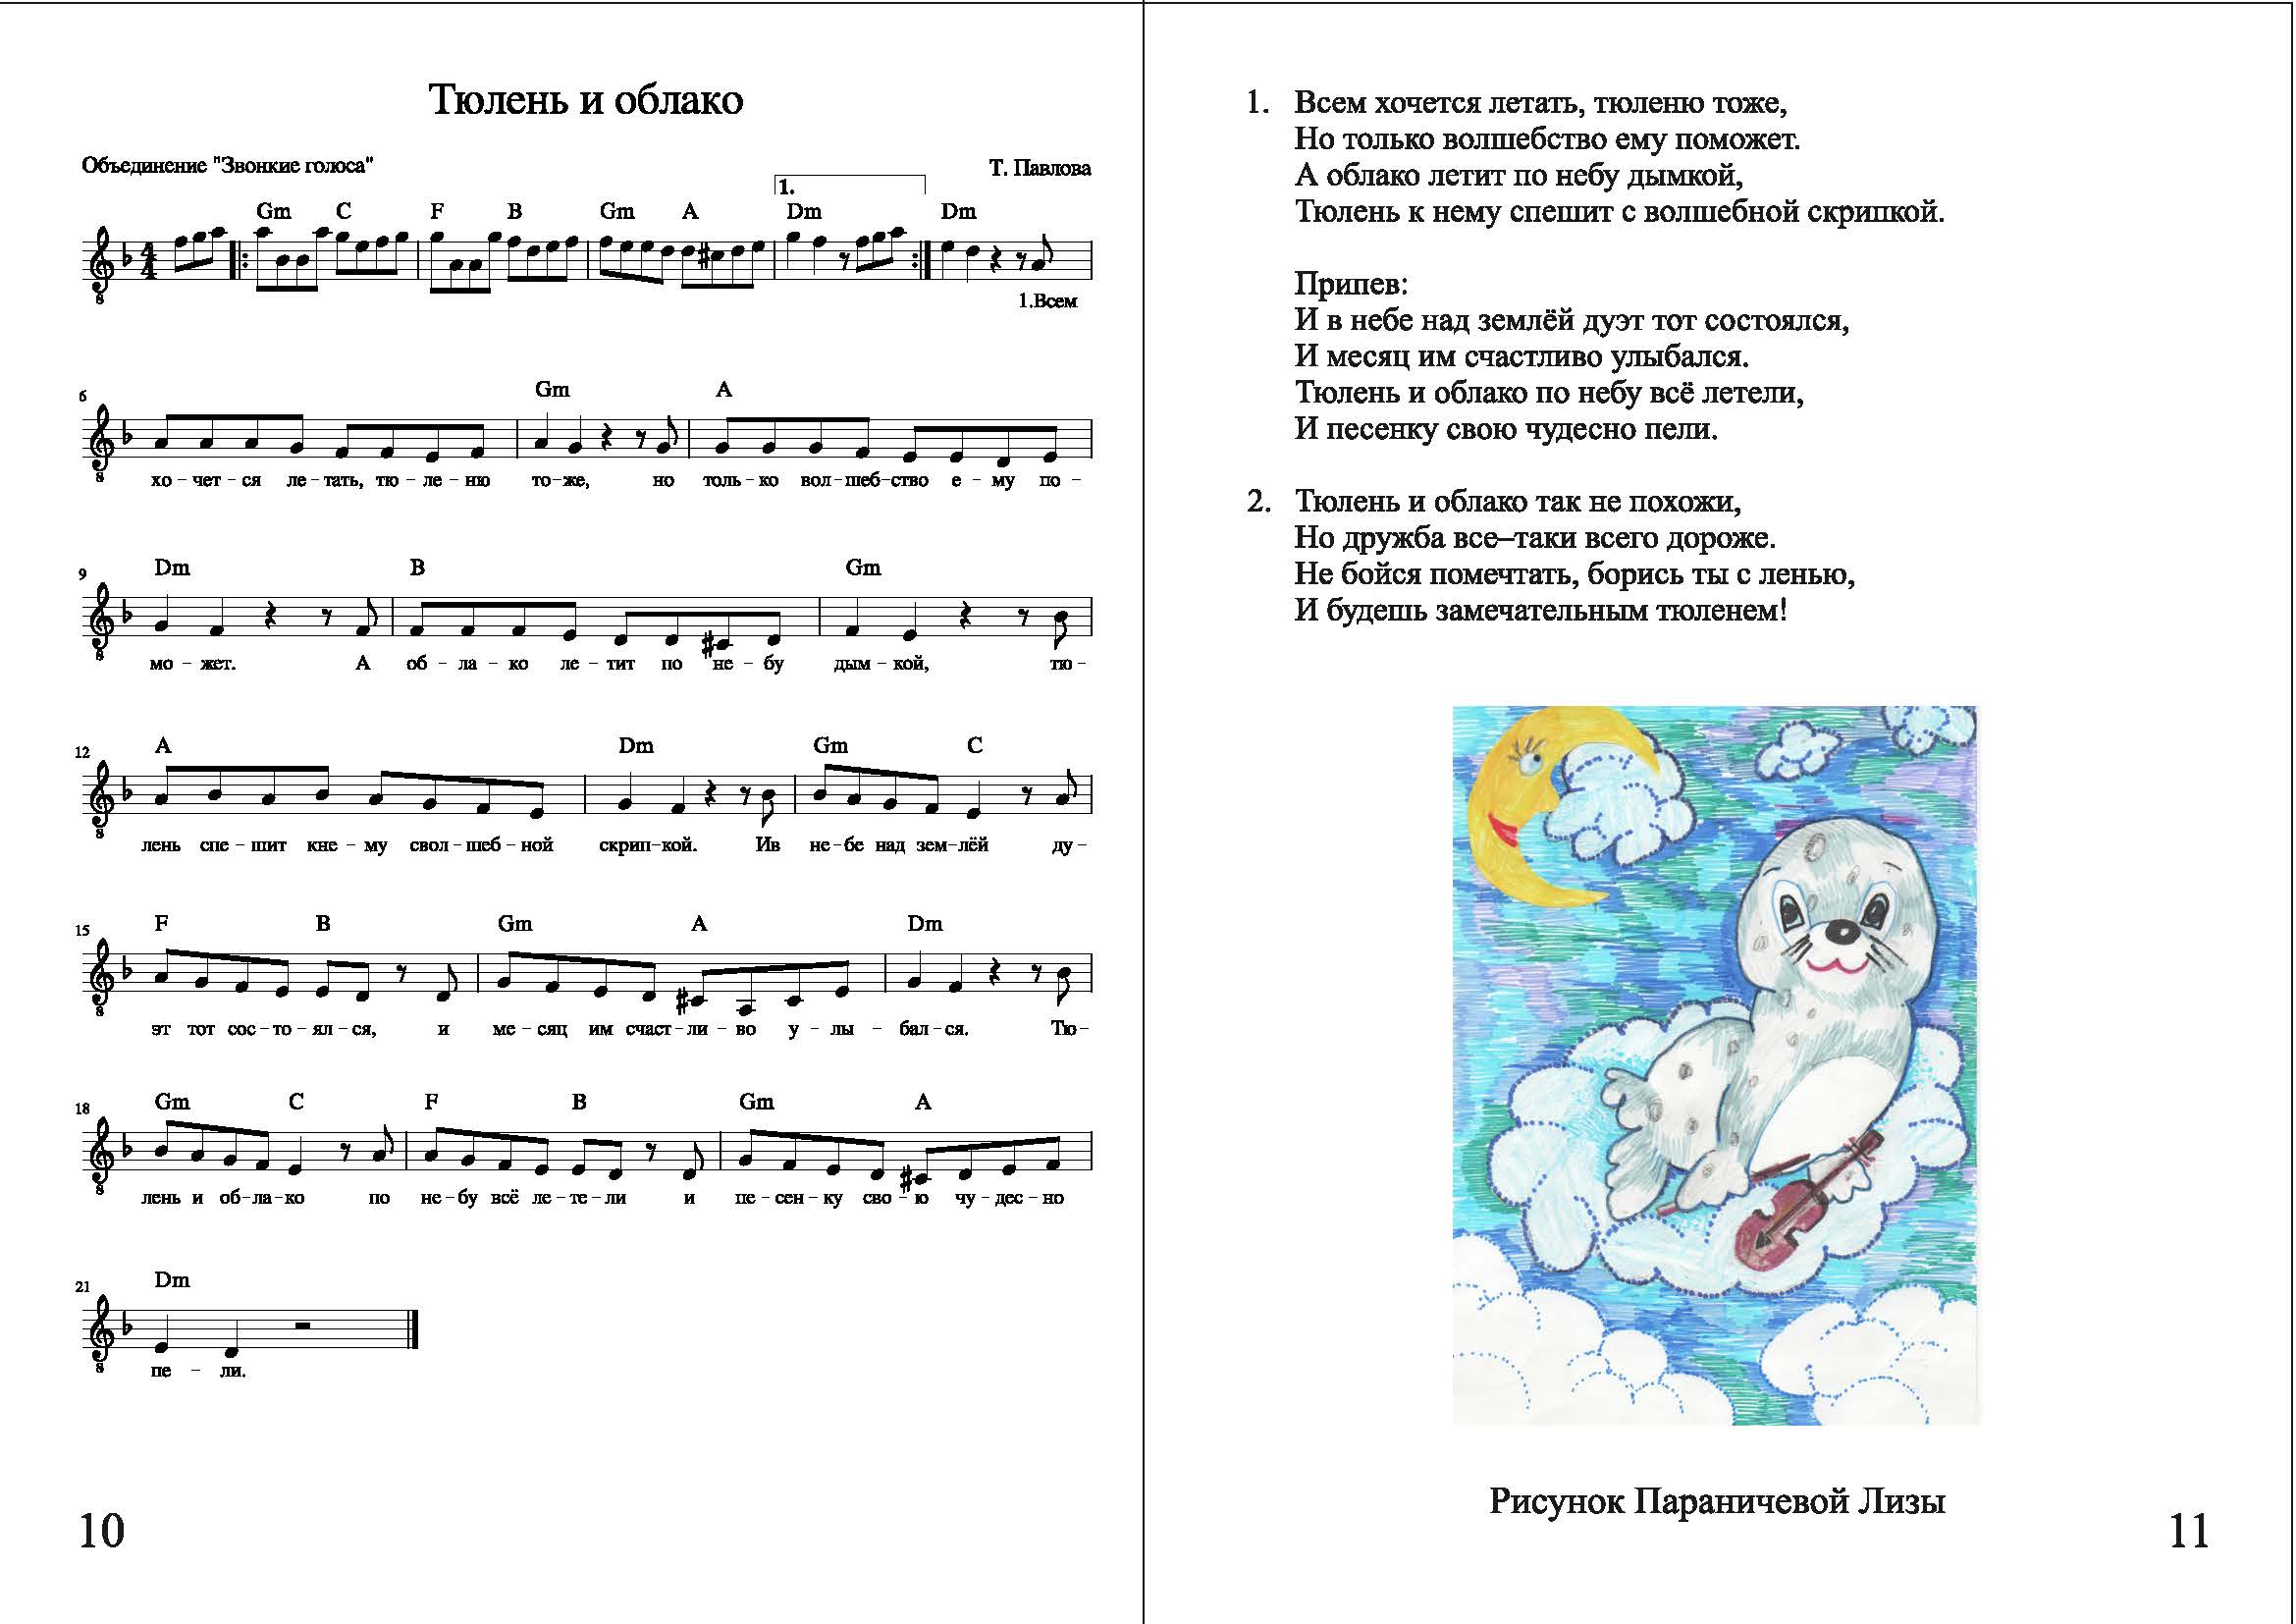 Тюлень и облако
Объединение "Звонкие голоса"
Т. Павлова
1.
Gm C F B Gm A Dm Dm
4
4
8
1.Всем
6
Gm A
8
хо – чет – ся ле – тать, тю – ле – ню то – же, но толь – ко вол – шеб – ство е – му по –
9
Dm B Gm
8
мо – жет. А об – ла – ко ле – тит по не – бу дым – кой, тю –
12
A Dm Gm C
8
лень спе – шит кне – му свол – шеб – ной скрип – кой. Ив не – бе над зем – лёй ду –
15
F B Gm A Dm
8
эт тот сос – то – ял – ся, и ме – сяц им счаст – ли – во у – лы – бал – ся. Тю –
18
Gm C F B Gm A
8
лень и об – ла – ко по не – бу всё ле – те – ли и пе – сен – ку сво – ю чу – дес – но
21
Dm
8
пе – ли.
10
1. Всем хочется летать, тюленю тоже,
Но только волшебство ему поможет.
А облако летит по небу дымкой,
Тюлень к нему спешит с волшебной скрипкой.
Припев:
И в небе над землёй дуэт тот состоялся,
И месяц им счастливо улыбался.
Тюлень и облако по небу всё летели,
И песенку свою чудесно пели.
2. Тюлень и облако так не похожи,
Но дружба все–таки всего дороже.
Не бойся помечтать, борись ты с ленью,
И будешь замечательным тюленем!
Рисунок Параничевой Лизы
11